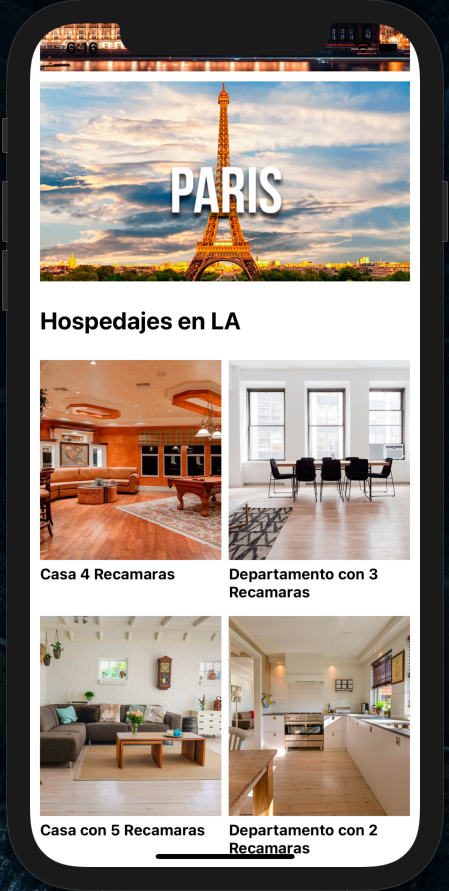 6:16
PARIS
Hospedajes en LA
Casa 4 Recamaras
Departamento con 3
Recamaras
Casa con 5 Recamaras
Departamento con 2
Recamaras